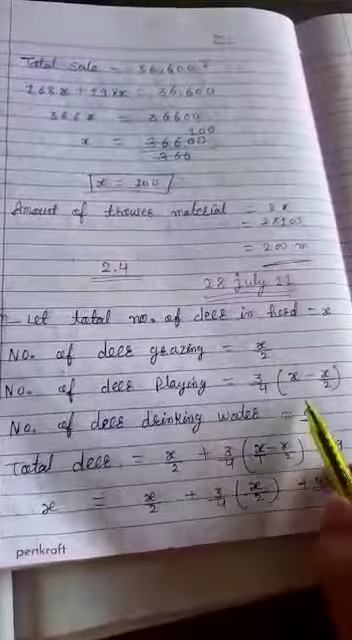 Total sale = 36,600 ₹
168x + 198x = 36,600
366x = 36600
x = 36600 100
366
x = 100
Amount of trouser material = 2x
= 2×100
= 200 m
2.4
28 July 21
Let total no. of deer in herd = x
No. of deer grazing = x/2
No. of deer playing = 3/4 (x - x/2)
No. of deer drinking water =
Total deer = x/2 + 3/4 (x/1 - x/2) 9
x = x/2 + 3/4 (x/2) +
penkraft